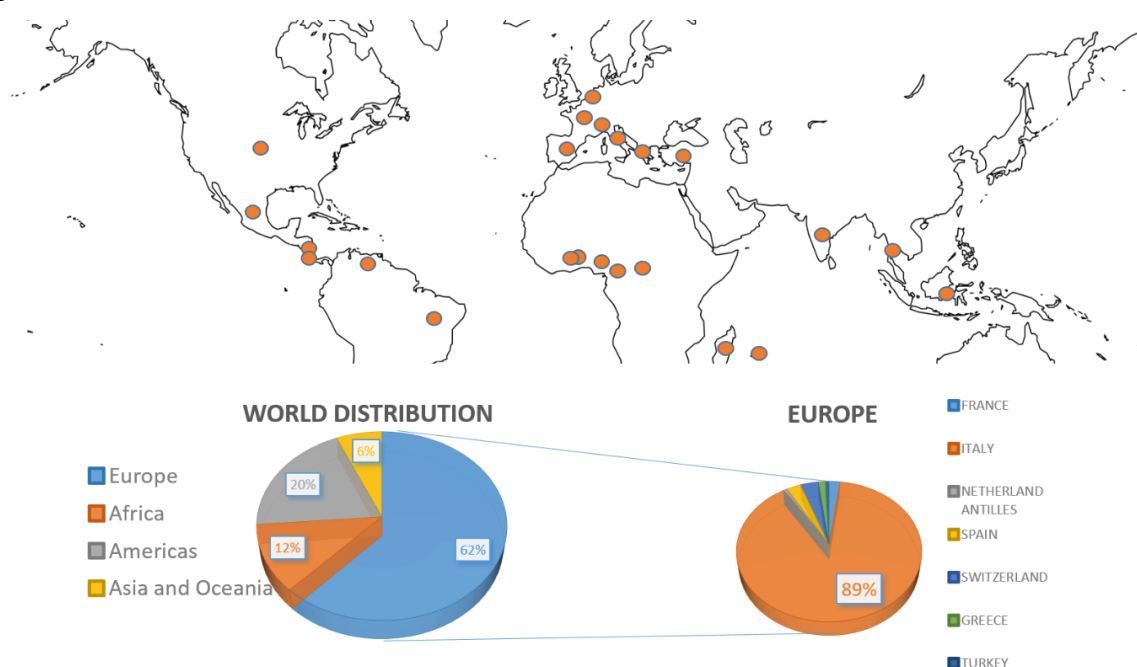 WORLD DISTRIBUTION
6%
20%
12%
62%
Europe
Africa
Americas
Asia and Oceania
EUROPE
89%
FRANCE
ITALY
NETHERLAND
ANTILLES
SPAIN
SWITZERLAND
GREECE
TURKEY